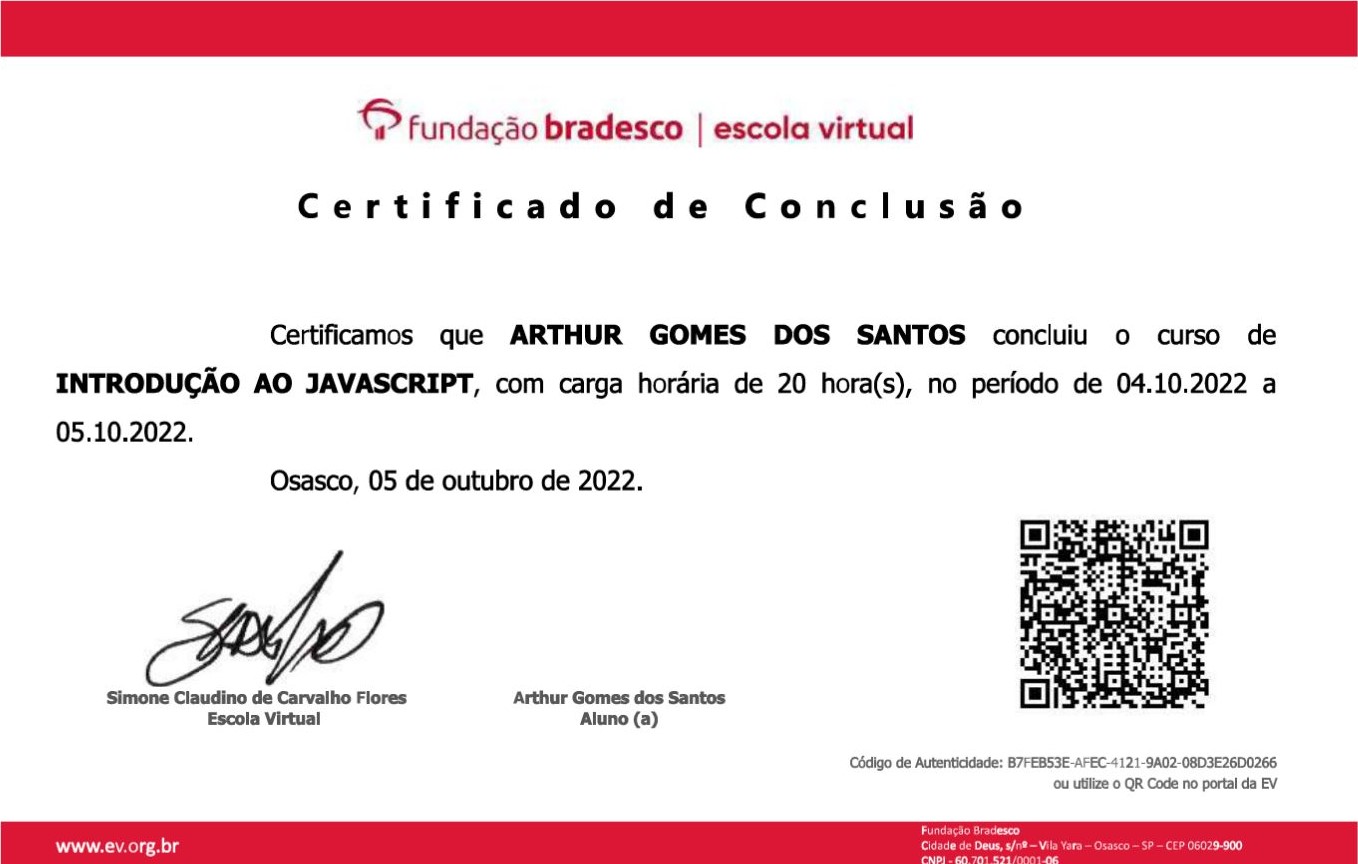 fundação bradesco | escola virtual
Certificado de Conclusão
Certificamos que ARTHUR GOMES DOS SANTOS concluiu o curso de
INTRODUÇÃO AO JAVASCRIPT, com carga horária de 20 hora(s), no período de 04.10.2022 a
05.10.2022.
Osasco, 05 de outubro de 2022.
Simone Claudino de Carvalho Flores
Escola Virtual
Arthur Gomes dos Santos
Aluno (a)
Código de Autenticidade: B7FEB53E-AFEC-4121-9A02-08D3E26D0266
ou utilize o QR Code no portal da EV
www.ev.org.br
Fundação Bradesco
Cidade de Deus, s/nº – Vila Yara – Osasco – SP – CEP 06029-900
CNPJ - 60.701.521/0001-06